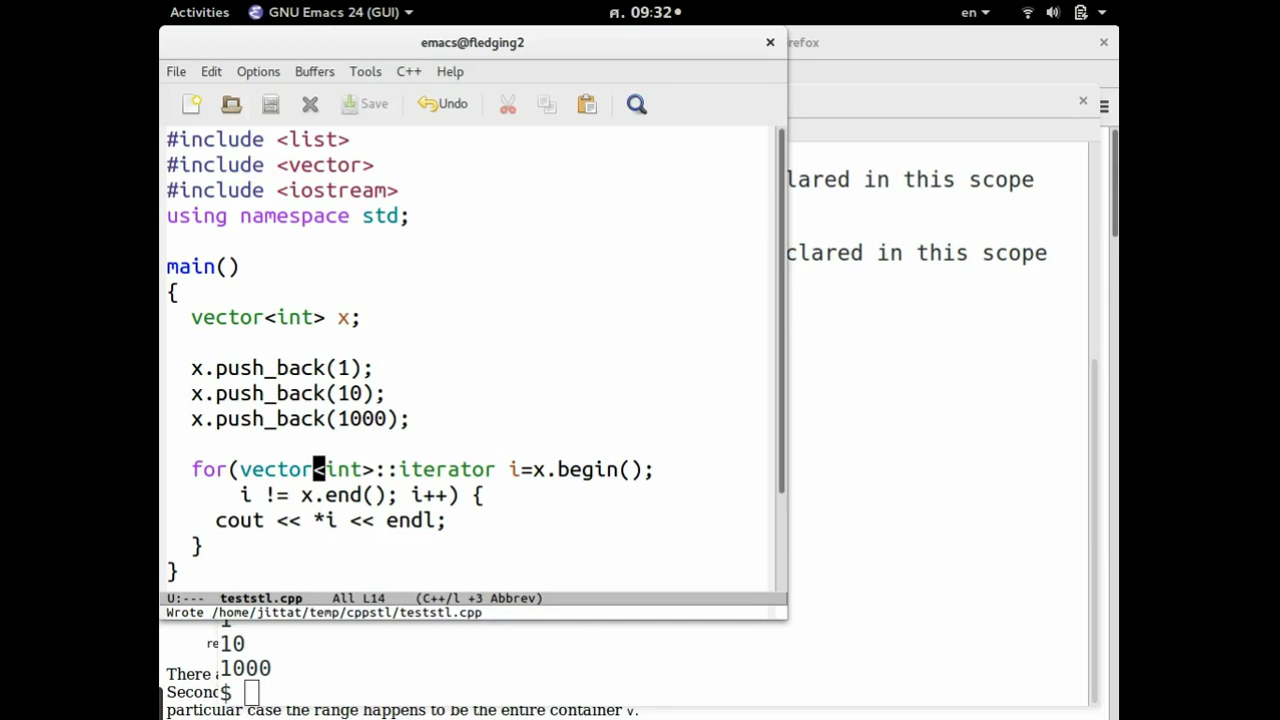 Activities GNU Emacs 24 (GUI) ศ. 09:32 en
emacs@fledging2
refox
File Edit Options Buffers Tools C++ Help
Save Undo
#include <list>
#include <vector>
#include <iostream>
using namespace std;
main()
{
vector<int> x;
x.push_back(1);
x.push_back(10);
x.push_back(1000);
for(vector<int>::iterator i=x.begin();
i != x.end(); i++) {
cout << *i << endl;
}
}
U:--- teststl.cpp All L14 (C++/l +3 Abbrev)
Wrote /home/jittat/temp/cppstl/teststl.cpp
lared in this scope
clared in this scope
1
re
10
There a
1000
Secon
$
particular case the range happens to be the entire container v.